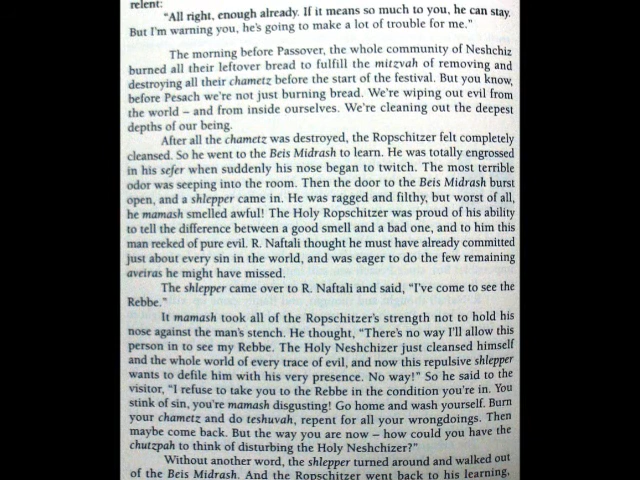 relent:
"All right, enough already. If it means so much to you, he can stay.
But I'm warning you, he's going to make a lot of trouble for me."
The morning before Passover, the whole community of Neshchiz
burned all their leftover bread to fulfill the mitzvah of removing and
destroying all their chametz before the start of the festival. But you know,
before Pesach we're not just burning bread. We're wiping out evil from
the world – and from inside ourselves. We're cleaning out the deepest
depths of our being.
After all the chametz was destroyed, the Ropschitzer felt completely
cleansed. So he went to the Beis Midrash to learn. He was totally engrossed
in his sefer when suddenly his nose began to twitch. The most terrible
odor was seeping into the room. Then the door to the Beis Midrash burst
open, and a shlepper came in. He was ragged and filthy, but worst of all,
he mamash smelled awful! The Holy Ropschitzer was proud of his ability
to tell the difference between a good smell and a bad one, and to him this
man reeked of pure evil. R. Naftali thought he must have already committed
just about every sin in the world, and was eager to do the few remaining
aveiras he might have missed.
The shlepper came over to R. Naftali and said, "I've come to see the
Rebbe."
It mamash took all of the Ropschitzer's strength not to hold his
nose against the man's stench. He thought, "There's no way I'll allow this
person in to see my Rebbe. The Holy Neshchizer just cleansed himself
and the whole world of every trace of evil, and now this repulsive shlepper
wants to defile him with his very presence. No way!" So he said to the
visitor, "I refuse to take you to the Rebbe in the condition you're in. You
stink of sin, you're mamash disgusting! Go home and wash yourself. Burn
your chametz and do teshuvah, repent for all your wrongdoings. Then
maybe come back. But the way you are now – how could you have the
chutzpah to think of disturbing the Holy Neshchizer?"
Without another word, the shlepper turned around and walked out
of the Beis Midrash. And the Ropschitzer went back to his learning,